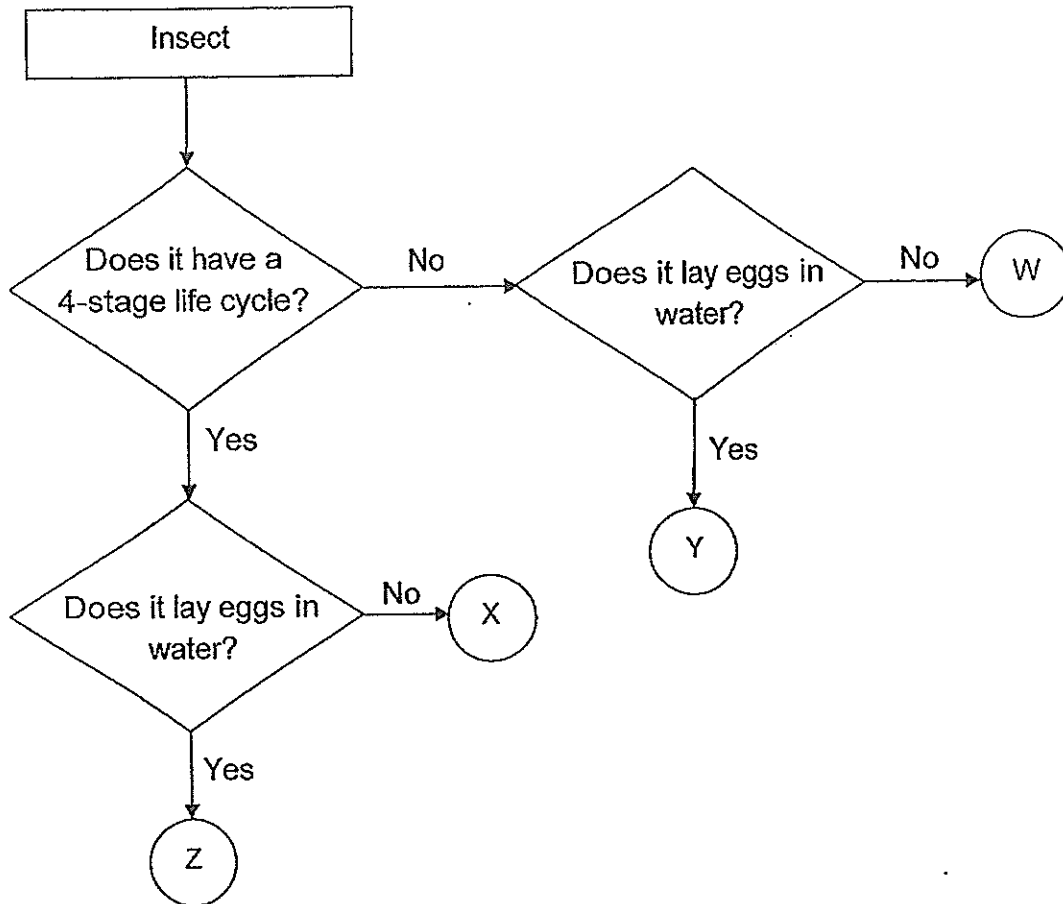 Insect
Does it have a
4-stage life cycle?
No
Does it lay eggs in
water?
No
W
Yes
Yes
Y
Does it lay eggs in
water?
No
X
Yes
Z